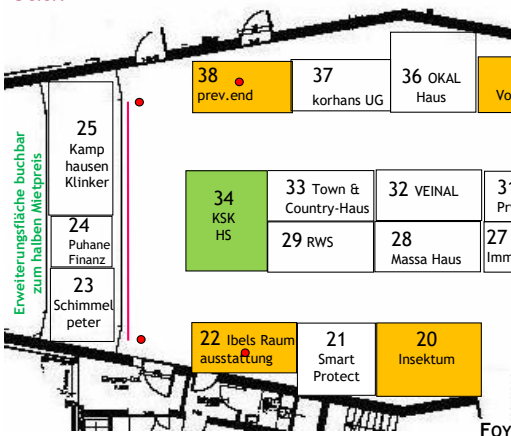 38
prev.end
37
korhans UG
36 OKAL
Haus
Vo
25
Kamp
hausen
Klinker
Erweiterungsfläche buchbar
zum halben Mietpreis
34
KSK
HS
33 Town &
Country-Haus
32 VEINAL
31
Pr
24
Puhane
Finanz
29 RWS
28
Massa Haus
27
Imm
23
Schimmel
peter
22 Ibels Raum
ausstattung
21
Smart
Protect
20
Insektum
FOY